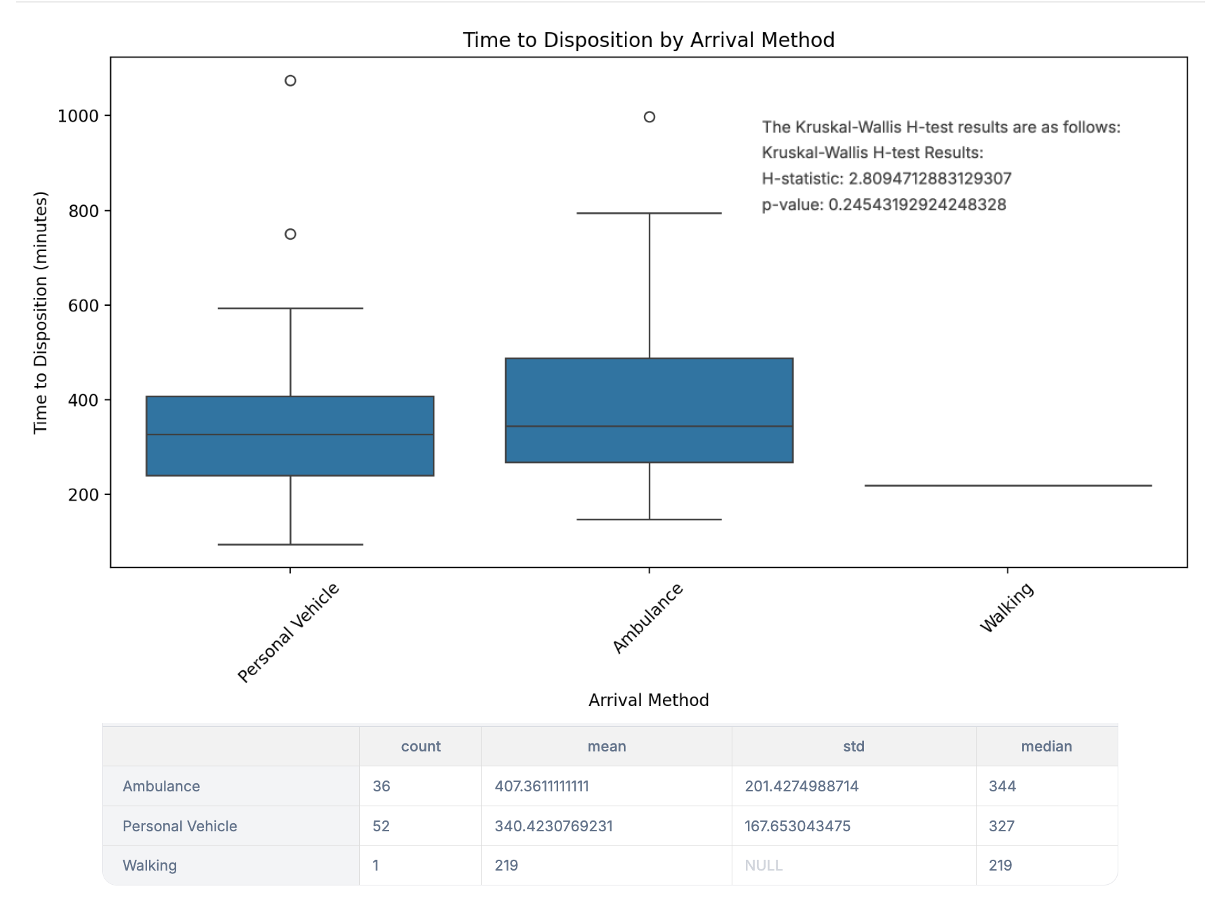 Time to Disposition by Arrival Method
Time to Disposition (minutes)
1000
800
600
400
200
The Kruskal-Wallis H-test results are as follows:
Kruskal-Wallis H-test Results:
H-statistic: 2.8094712883129307
p-value: 0.24543192924248328
Personal Vehicle
Ambulance
Walking
Arrival Method
count mean std median
Ambulance 36 407.3611111111 201.4274988714 344
Personal Vehicle 52 340.4230769231 167.653043475 327
Walking 1 219 NULL 219